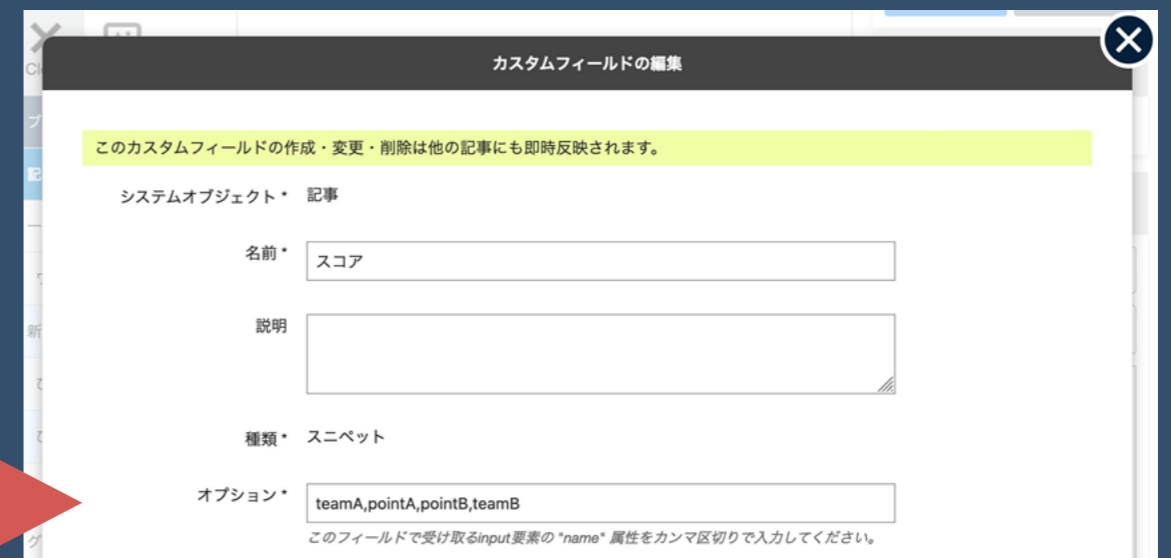 カスタムフィールドの編集
このカスタムフィールドの作成・変更・削除は他の記事にも即時反映されます。
システムオブジェクト * 記事
名前 * スコア
説明
種類 * スニペット
オプション * teamA,pointA,pointB,teamB
このフィールドで受け取るinput要素の "name" 属性をカンマ区切りで入力してください。